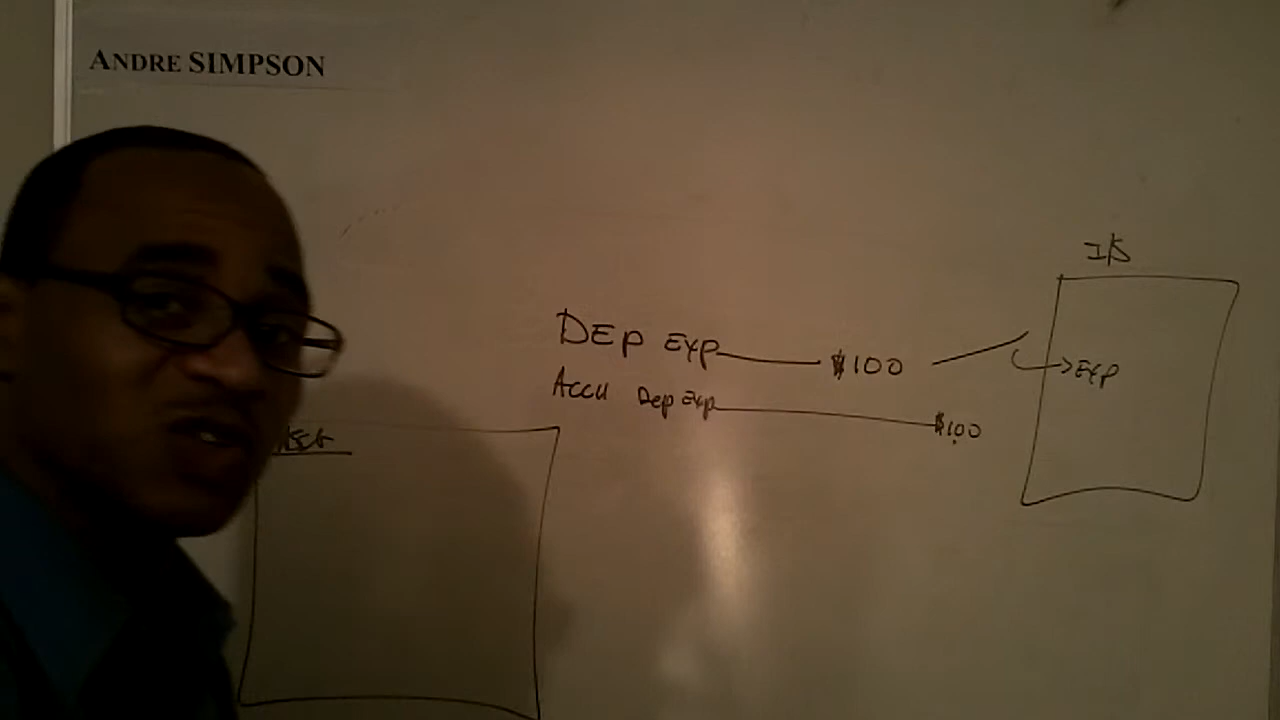 ANDRE SIMPSON
I/S
DEp Exp $100
Exp
Accu Dep Exp $100